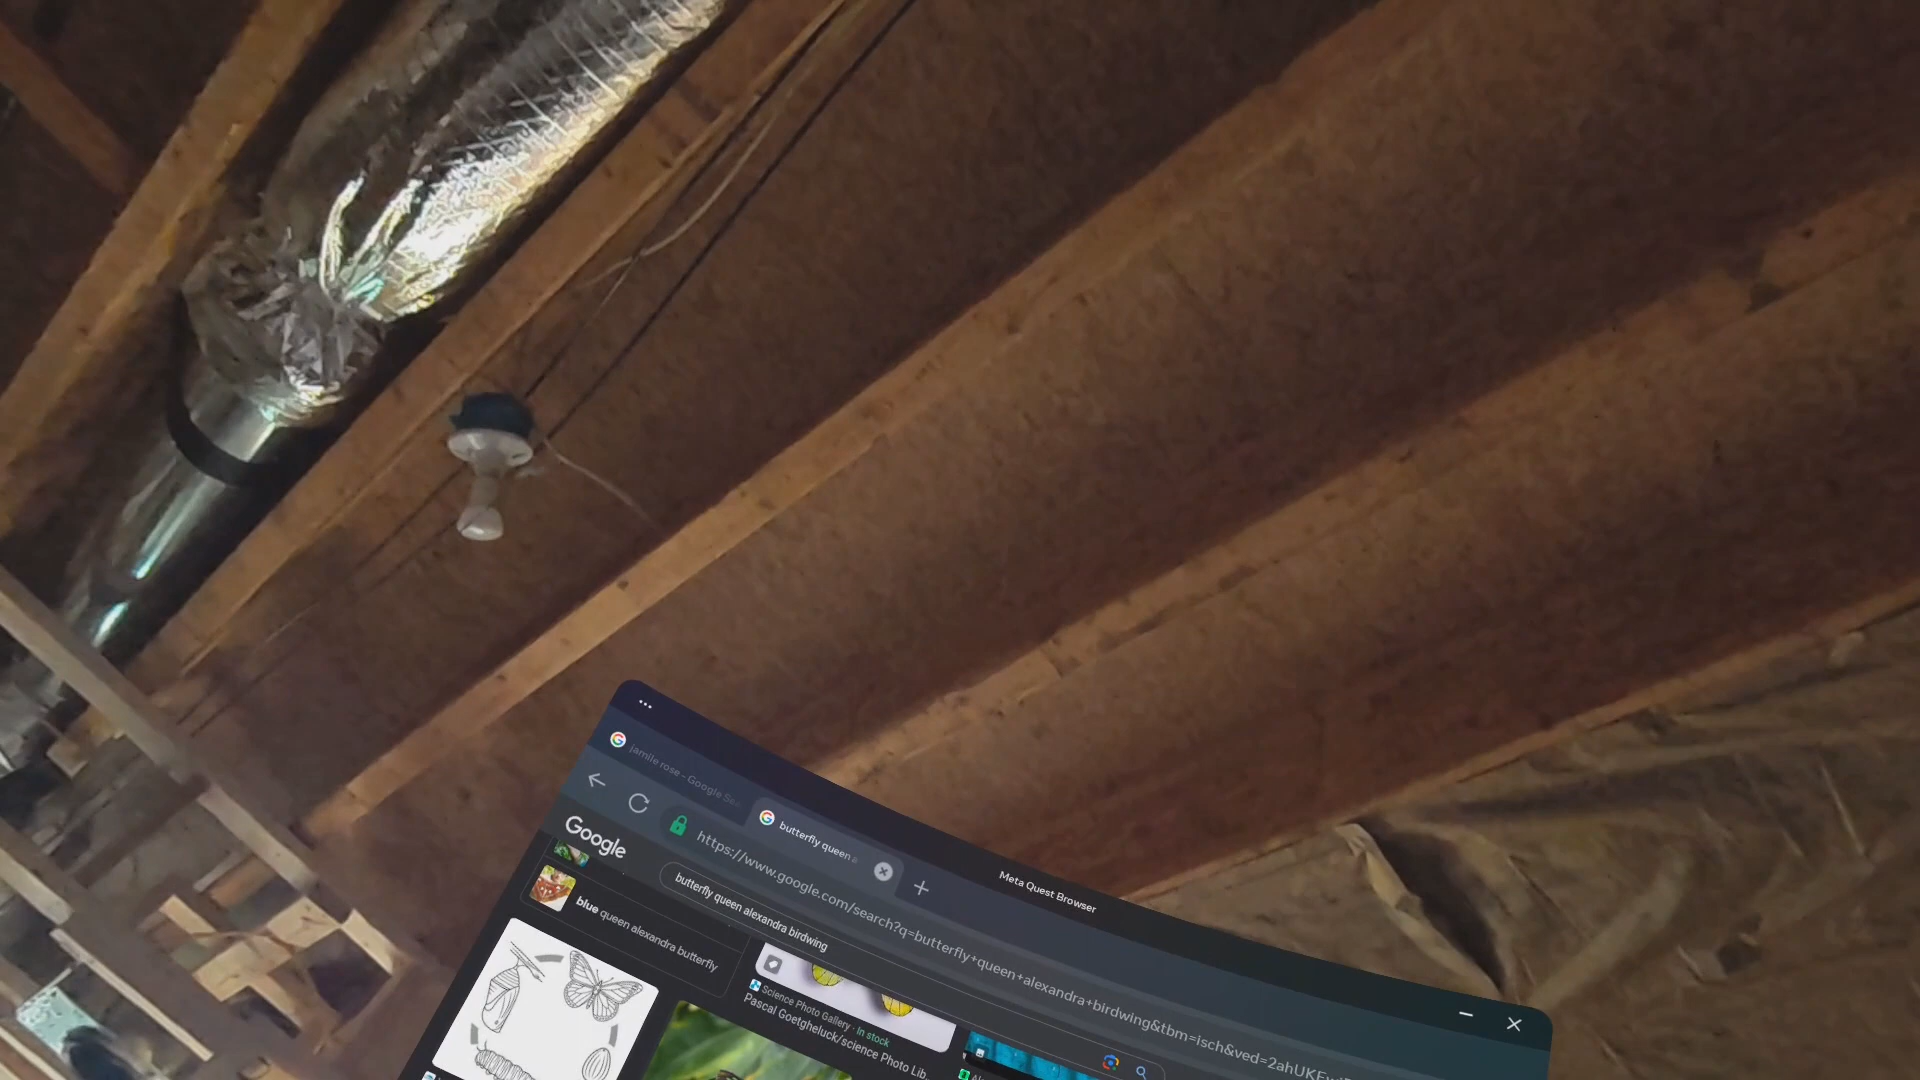 jamile rose - Google Sea
butterfly queen a
Meta Quest Browser
https://www.google.com/search?q=butterfly+queen+alexandra+birdwing&tbm=isch&ved=2ahUKEwi
Google
butterfly queen alexandra birdwing
blue queen alexandra butterfly
Science Photo Gallery · In stock
Pascal Goetgheluck/science Photo Lib...